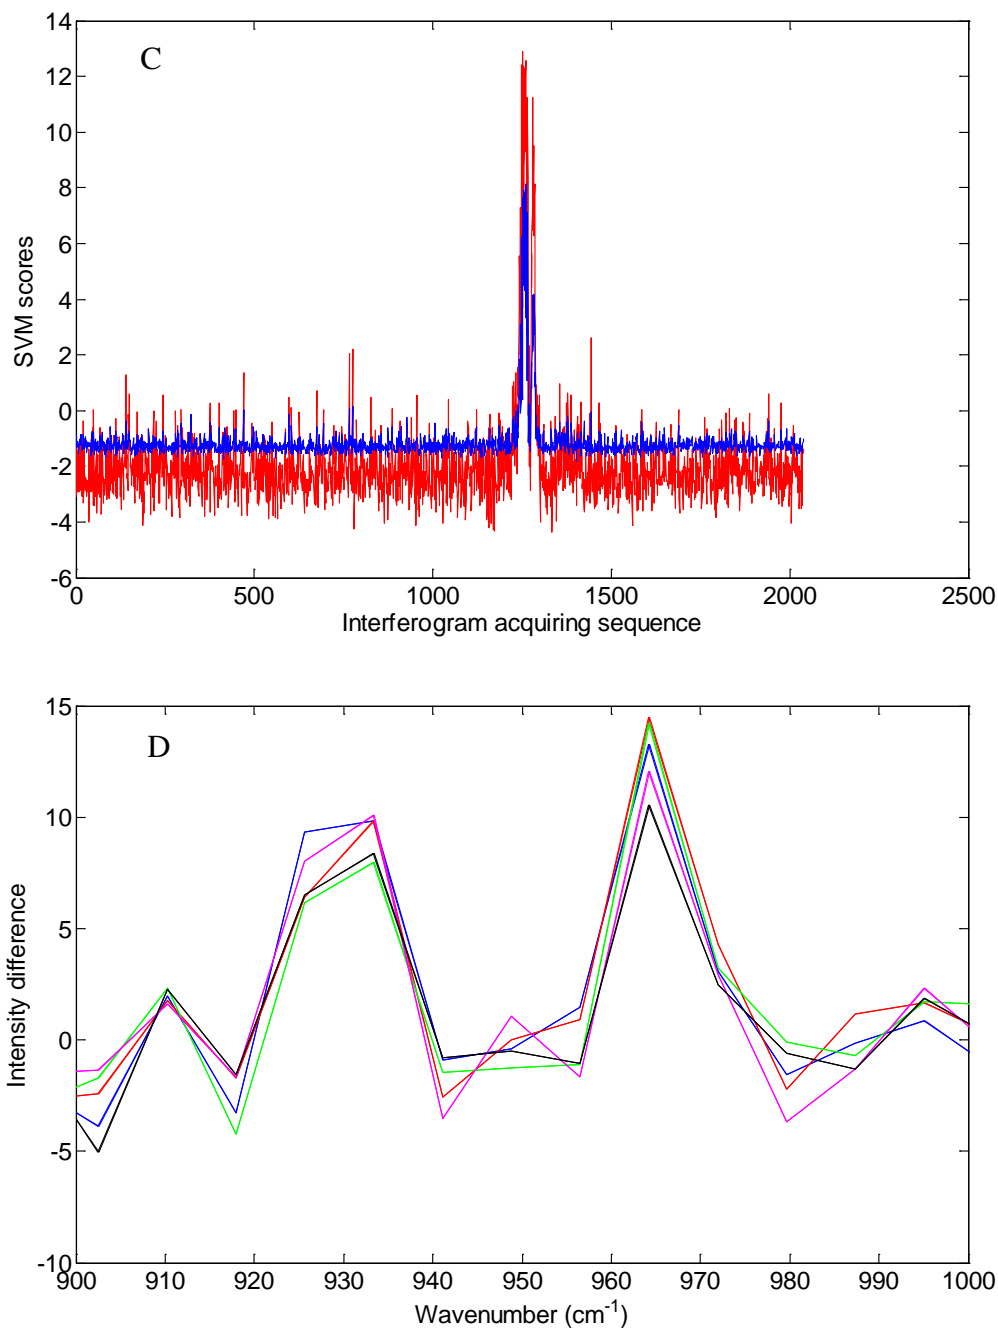 14
C
12
10
8
6
4
2
0
-2
-4
-6
SVM scores
0 500 1000 1500 2000 2500
Interferogram acquiring sequence
15
D
10
5
0
-5
-10
Intensity difference
900 910 920 930 940 950 960 970 980 990 1000
Wavenumber (cm⁻¹)